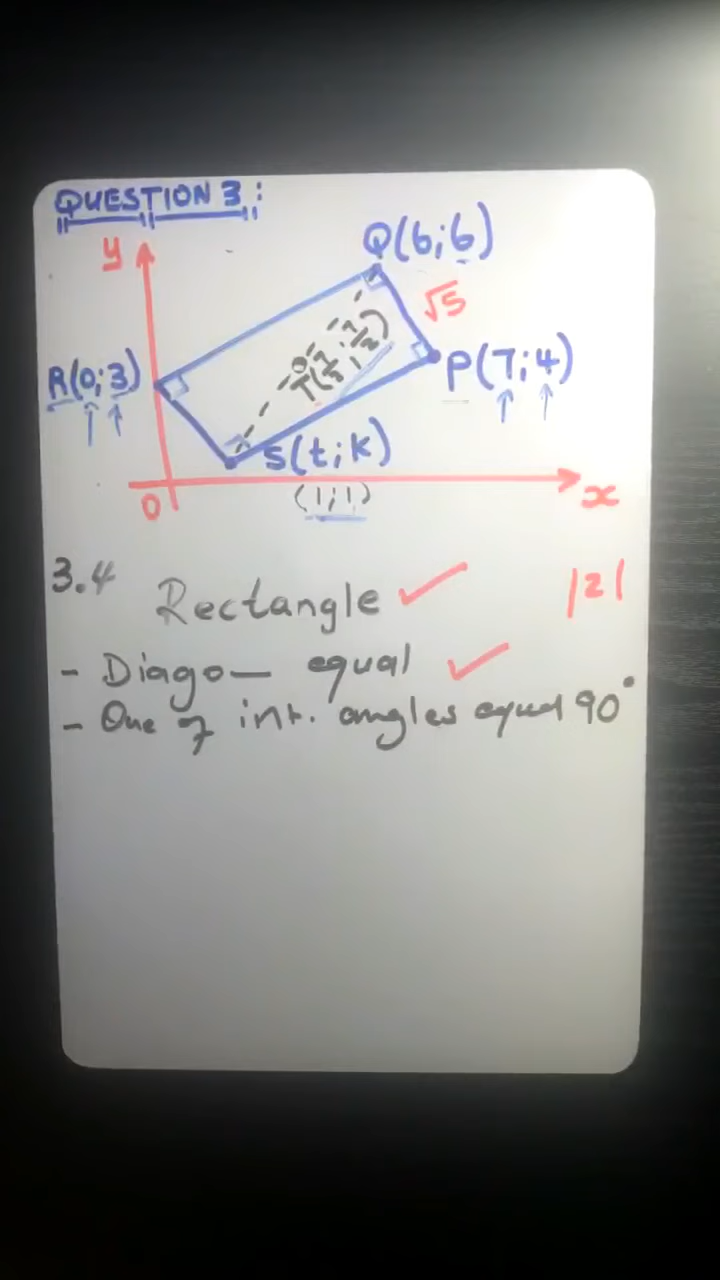 QUESTION 3:
y
Q(6;6)
√5
R(0;3)
T(7/2;7/2)
P(7;4)
S(t;k)
(1;1)
0
x
3.4 Rectangle ✓ |2|
- Diago— equal ✓
- One of int. angles equal 90°